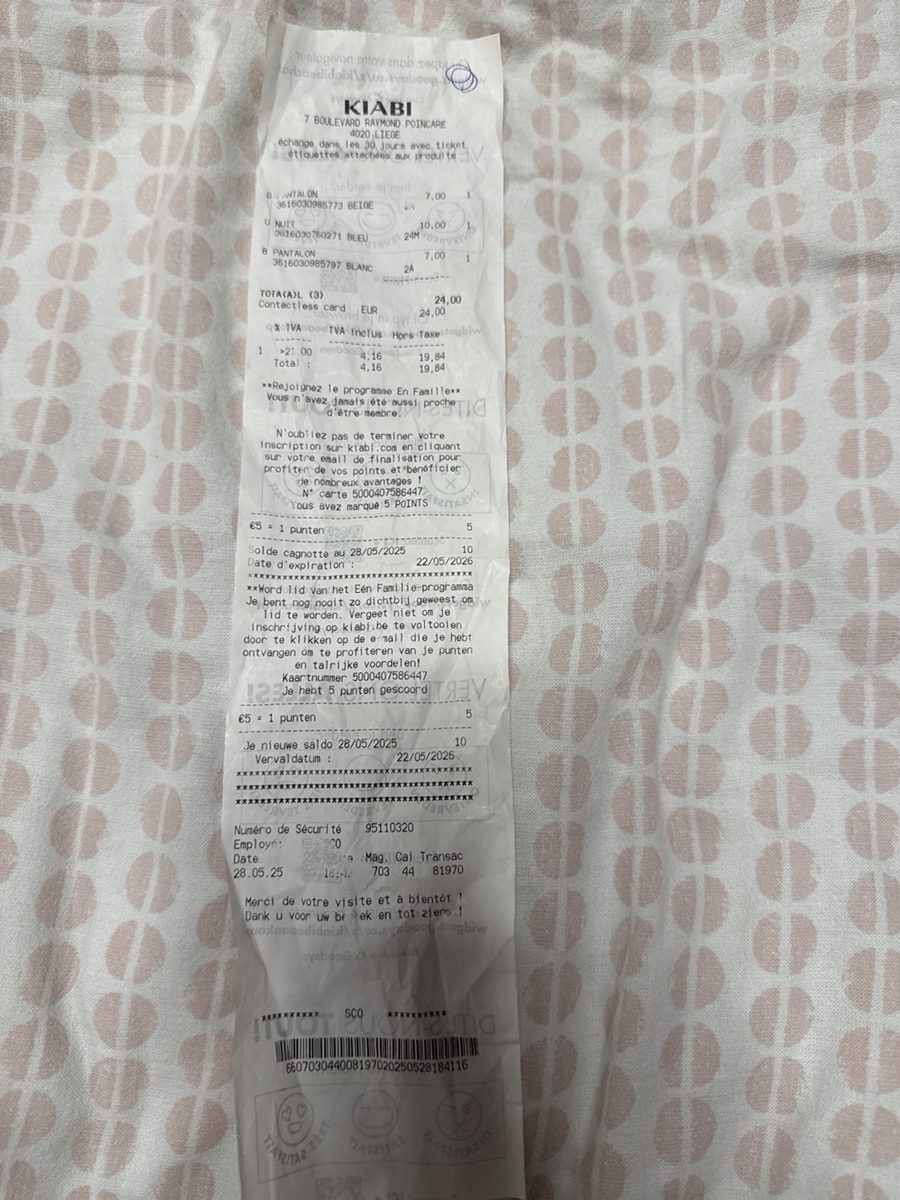 KIABI
7 BOULEVARD RAYMOND POINCARE
4020 LIEGE
échange dans les 30 jours avec ticket
étiquettes attachées aux produits
B PANTALON 7,00 1
3616030985773 BEIGE 2A
U NUIT 10,00 1
3616030760271 BLEU 24M
B PANTALON 7,00 1
3616030985797 BLANC 2A
TOTA(A)L (3) 24,00
Contactless card EUR 24,00
% TVA TVA Inclus Hors Taxe
1 >21.00 4,16 19,84
Total : 4,16 19,84
**Rejoignez le programme En Famille**
Vous n'avez jamais été aussi proche
d'être membre.
N'oubliez pas de terminer votre
inscription sur kiabi.com en cliquant
sur votre email de finalisation pour
profiter de vos points et bénéficier
de nombreux avantages !
N° carte 5000407586447
Vous avez marqué 5 POINTS
€5 = 1 punten 5
Solde cagnotte au 28/05/2025 10
Date d'expiration : 22/05/2026
**************************************
**Word lid van het Eén Familie-programma
Je bent nog nooit zo dichtbij geweest om
lid te worden. Vergeet niet om je
inschrijving op kiabi.be te voltooien
door te klikken op de e-mail die je hebt
ontvangen om te profiteren van je punten
en talrijke voordelen!
Kaartnummer 5000407586447
Je hebt 5 punten gescoord
€5 = 1 punten 5
Je nieuwe saldo 28/05/2025 10
Vervaldatum : 22/05/2026
**************************************
**************************************
**************************************
Numéro de Sécurité 95110320
Employé: SCO
Date Mag. Cai Transac
28.05.25 703 44 81970
Merci de votre visite et à bientôt !
Dank u voor uw bezoek en tot ziens !
********** SCO **********
6607030440081970202505281​84116